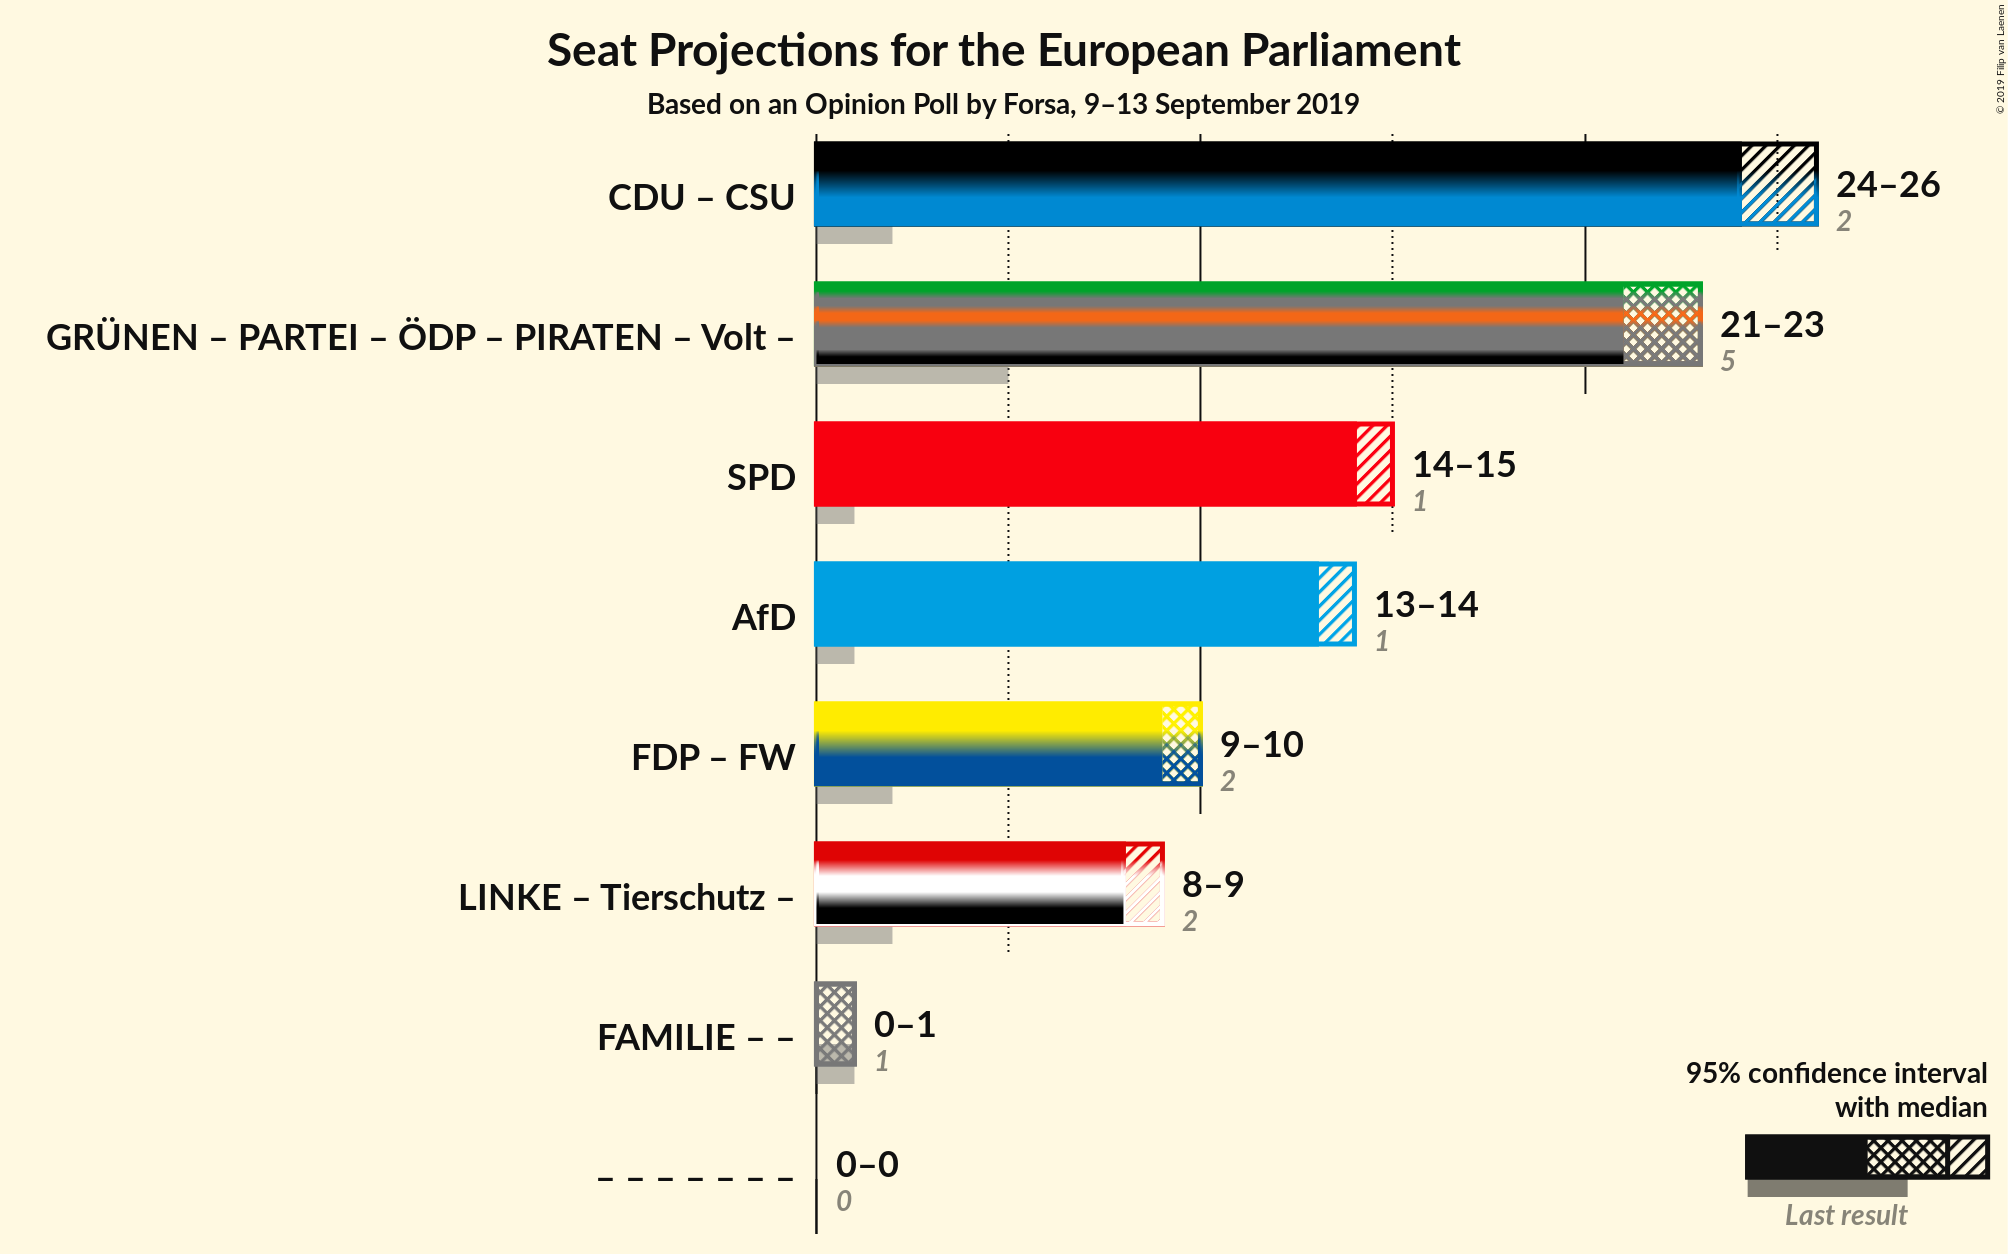 Seat Projections for the European Parliament
Based on an Opinion Poll by Forsa, 9–13 September 2019
© 2019 Filip van Laenen
CDU – CSU
24–26
2
GRÜNEN – PARTEI – ÖDP – PIRATEN – Volt –
21–23
5
SPD
14–15
1
AfD
13–14
1
FDP – FW
9–10
2
LINKE – Tierschutz –
8–9
2
FAMILIE – –
0–1
1
– – – – – – –
0–0
0
95% confidence interval
with median
Last result